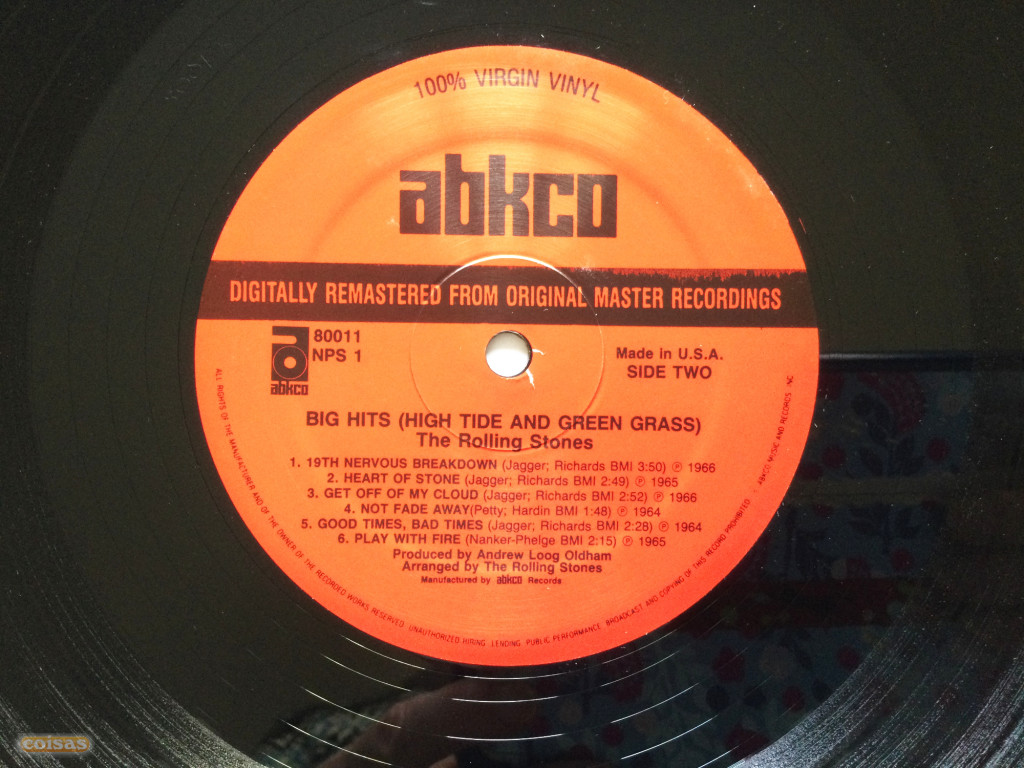 100% VIRGIN VINYL
abkco
DIGITALLY REMASTERED FROM ORIGINAL MASTER RECORDINGS
80011
NPS 1
abkco
Made in U.S.A.
SIDE TWO
BIG HITS (HIGH TIDE AND GREEN GRASS)
The Rolling Stones
1. 19TH NERVOUS BREAKDOWN (Jagger; Richards BMI 3:50) ℗ 1966
2. HEART OF STONE (Jagger; Richards BMI 2:49) ℗ 1965
3. GET OFF OF MY CLOUD (Jagger; Richards BMI 2:52) ℗ 1966
4. NOT FADE AWAY(Petty; Hardin BMI 1:48) ℗ 1964
5. GOOD TIMES, BAD TIMES (Jagger; Richards BMI 2:28) ℗ 1964
6. PLAY WITH FIRE (Nanker-Phelge BMI 2:15) ℗ 1965
Produced by Andrew Loog Oldham
Arranged by The Rolling Stones
Manufactured by abkco Records
ALL RIGHTS OF THE MANUFACTURER AND OF THE OWNER OF THE RECORDED WORKS RESERVED. UNAUTHORIZED HIRING, LENDING, PUBLIC PERFORMANCE, BROADCAST AND COPYING OF THIS RECORD PROHIBITED. ABKCO MUSIC AND RECORDS, INC
coisas